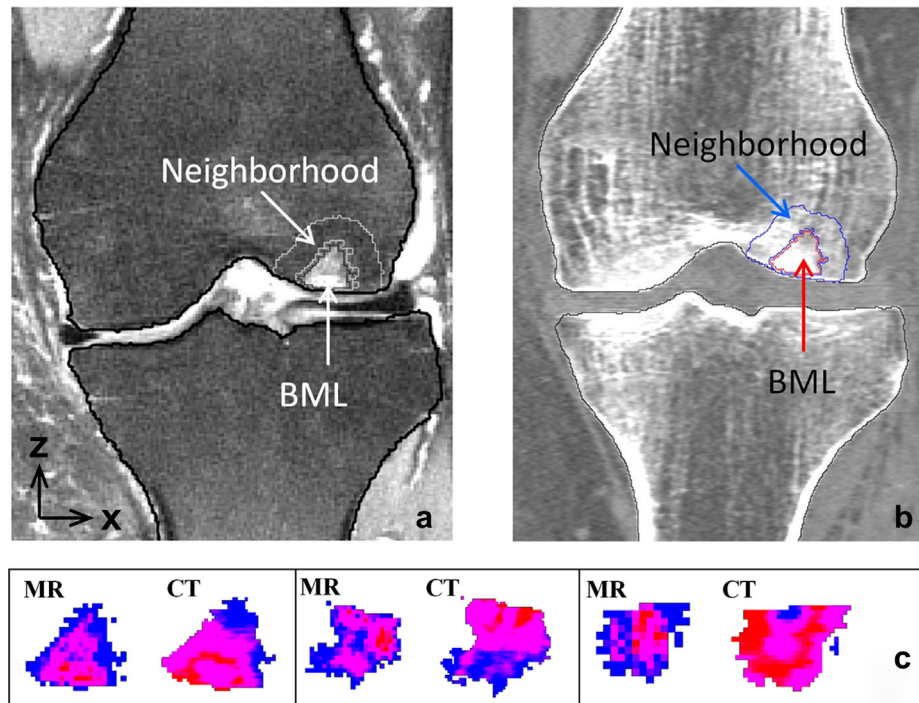 Neighborhood
BML
z
x
a
Neighborhood
BML
b
MR CT MR CT MR CT
c